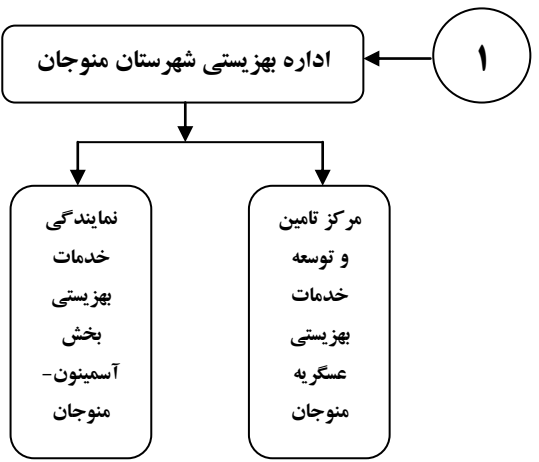 ۱
اداره بهزیستی شهرستان منوجان
مرکز تامین
و توسعه
خدمات
بهزیستی
عسگریه
منوجان
نمایندگی
خدمات
بهزیستی
بخش
آسمینون-
منوجان